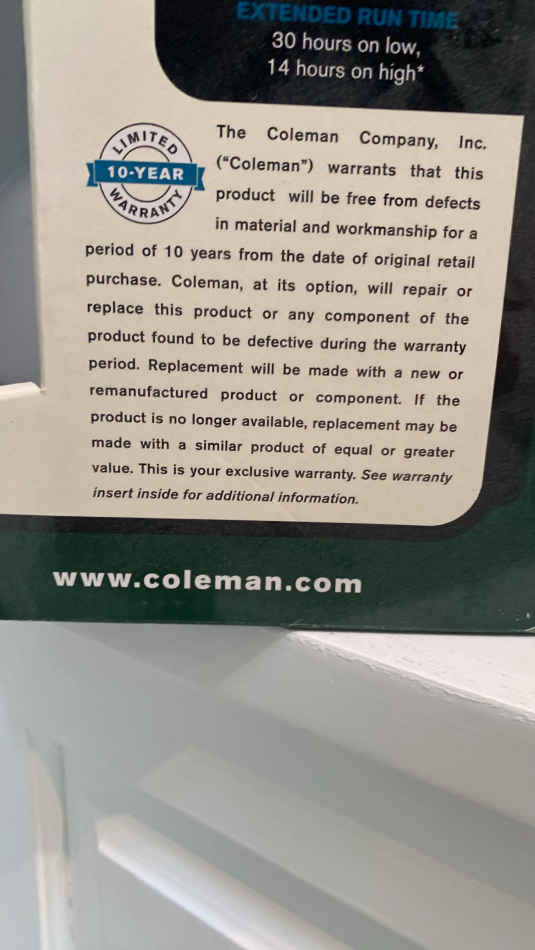 EXTENDED RUN TIME
30 hours on low,
14 hours on high*
LIMITED
10-YEAR
WARRANTY
The Coleman Company, Inc.
("Coleman") warrants that this
product will be free from defects
in material and workmanship for a
period of 10 years from the date of original retail
purchase. Coleman, at its option, will repair or
replace this product or any component of the
product found to be defective during the warranty
period. Replacement will be made with a new or
remanufactured product or component. If the
product is no longer available, replacement may be
made with a similar product of equal or greater
value. This is your exclusive warranty. See warranty
insert inside for additional information.
www.coleman.com